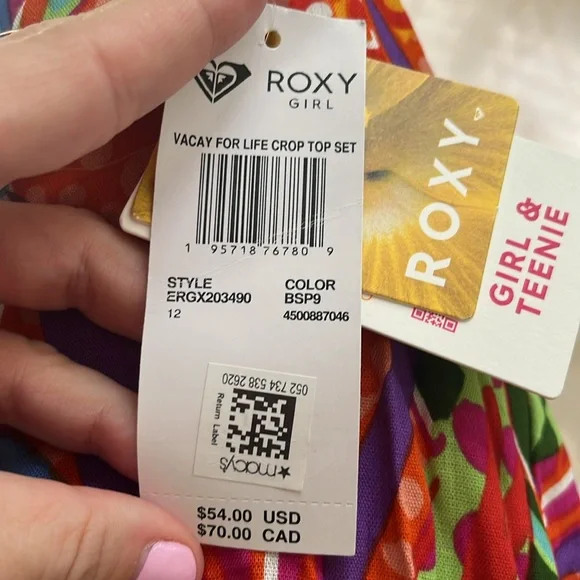 ROXY
GIRL
VACAY FOR LIFE CROP TOP SET
1 95718 76780 9
STYLE
ERGX203490
12
COLOR
BSP9
4500887046
052 734 538 2620
Return Label
macy's
$54.00 USD
$70.00 CAD
ROXY
GIRL &
TEENIE